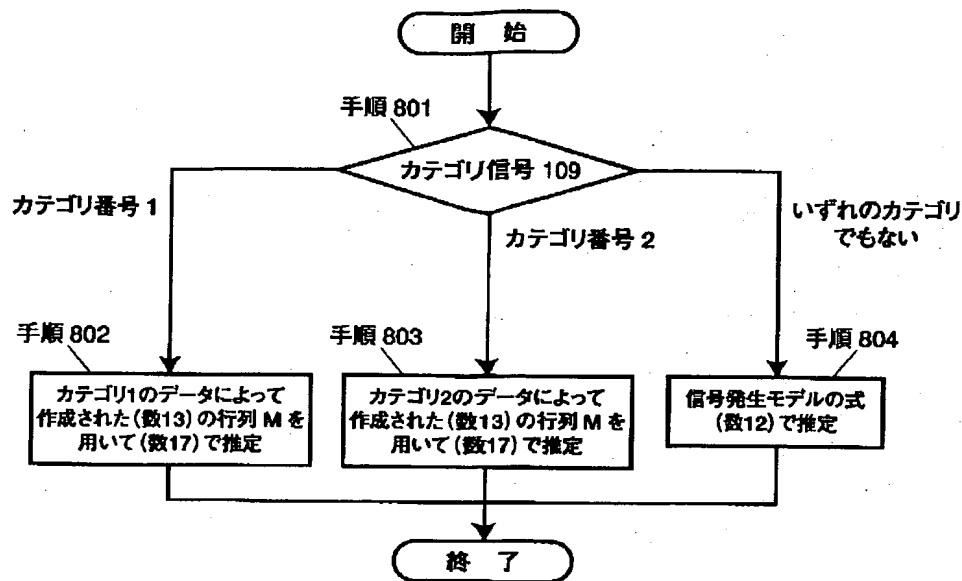 開 始
手順 801
カテゴリ信号 109
カテゴリ番号 1
カテゴリ番号 2
いずれのカテゴリ
でもない
手順 802
カテゴリ1のデータによって
作成された(数13)の行列 M を
用いて(数17)で推定
手順 803
カテゴリ2のデータによって
作成された(数13)の行列 M を
用いて(数17)で推定
手順 804
信号発生モデルの式
(数12)で推定
終 了